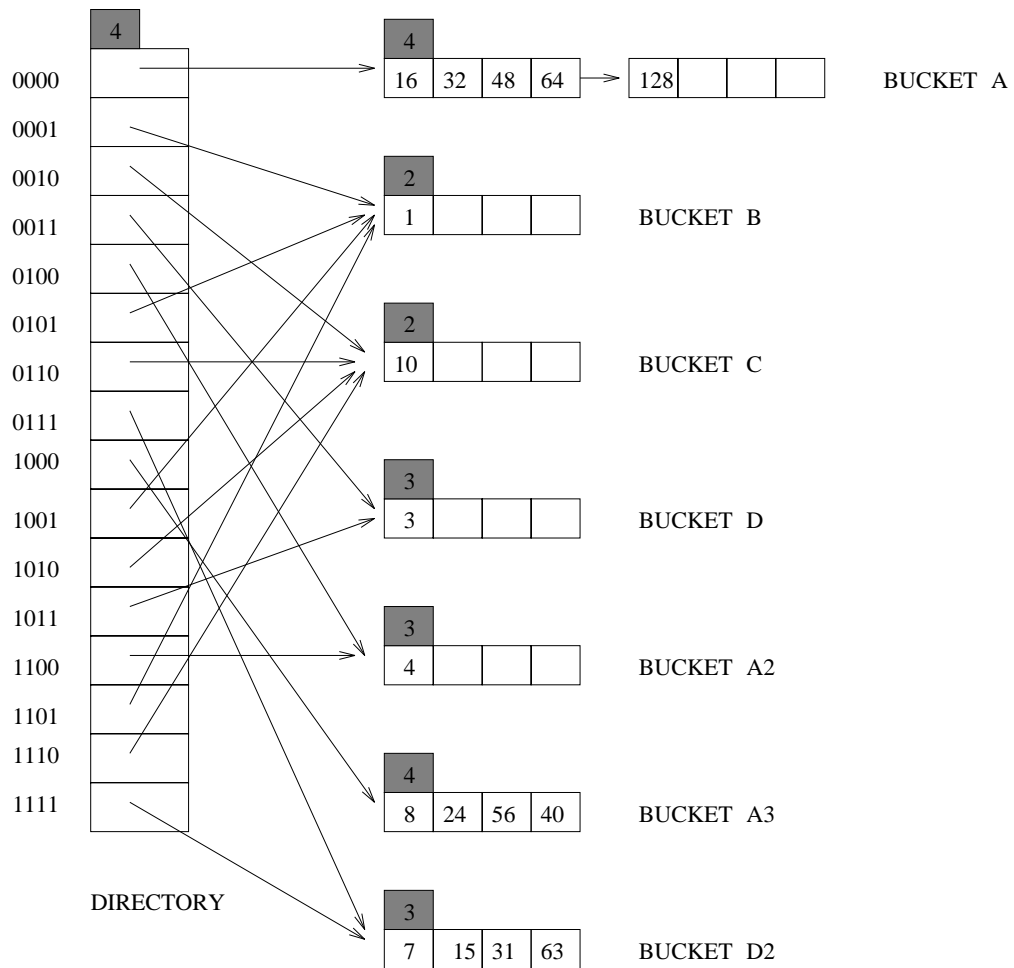 4
4
0000
16 32 48 64
128
BUCKET A
0001
2
0010
0011
1
BUCKET B
0100
2
0101
0110
10
BUCKET C
0111
1000
3
1001
3
BUCKET D
1010
1011
3
1100
4
BUCKET A2
1101
1110
4
1111
8 24 56 40
BUCKET A3
DIRECTORY
3
7 15 31 63
BUCKET D2